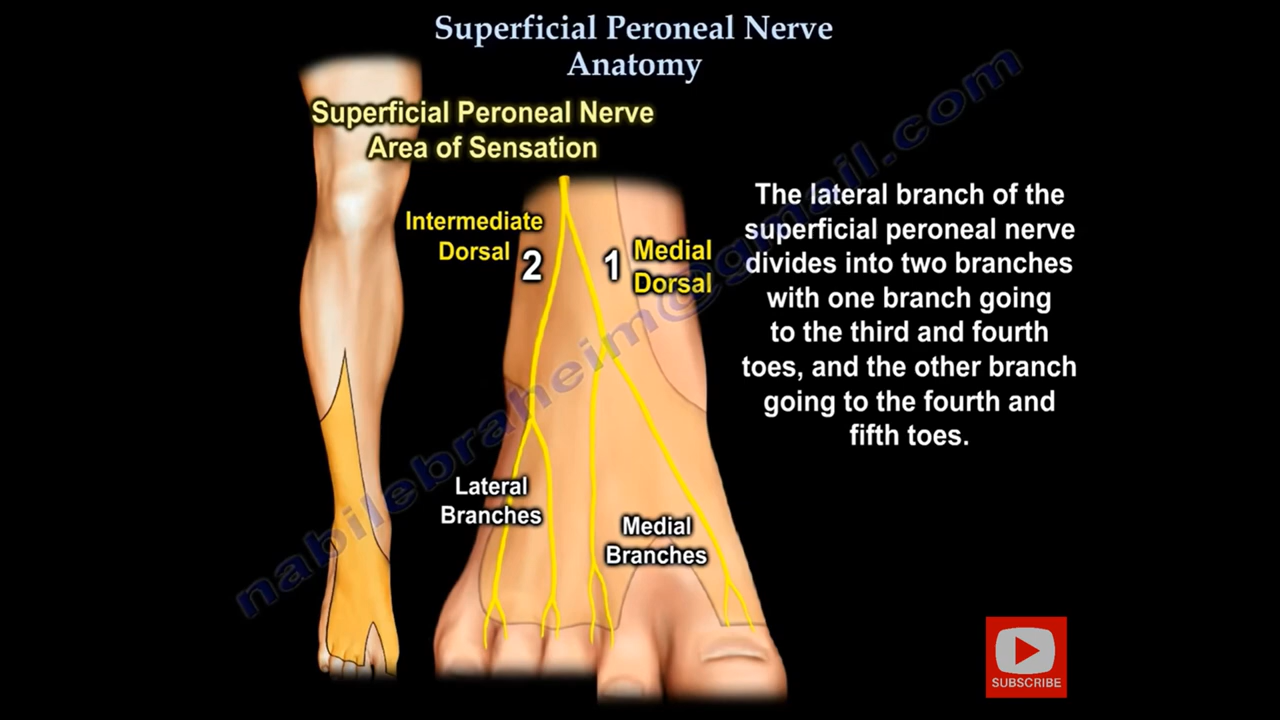 Superficial Peroneal Nerve
Anatomy
Superficial Peroneal Nerve
Area of Sensation
Intermediate
Dorsal
2
1
Medial
Dorsal
Lateral
Branches
Medial
Branches
The lateral branch of the
superficial peroneal nerve
divides into two branches
with one branch going
to the third and fourth
toes, and the other branch
going to the fourth and
fifth toes.
nabilebraheim@gmail.com
SUBSCRIBE